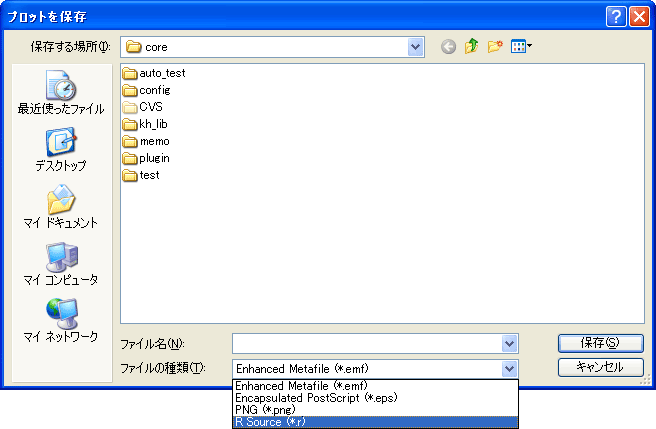 プロットを保存
保存する場所(I):
core
最近使ったファイル
デスクトップ
マイ ドキュメント
マイ コンピュータ
マイ ネットワーク
auto_test
config
CVS
kh_lib
memo
plugin
test
ファイル名(N):
保存(S)
ファイルの種類(T):
Enhanced Metafile (*.emf)
キャンセル
Enhanced Metafile (*.emf)
Encapsulated PostScript (*.eps)
PNG (*.png)
R Source (*.r)